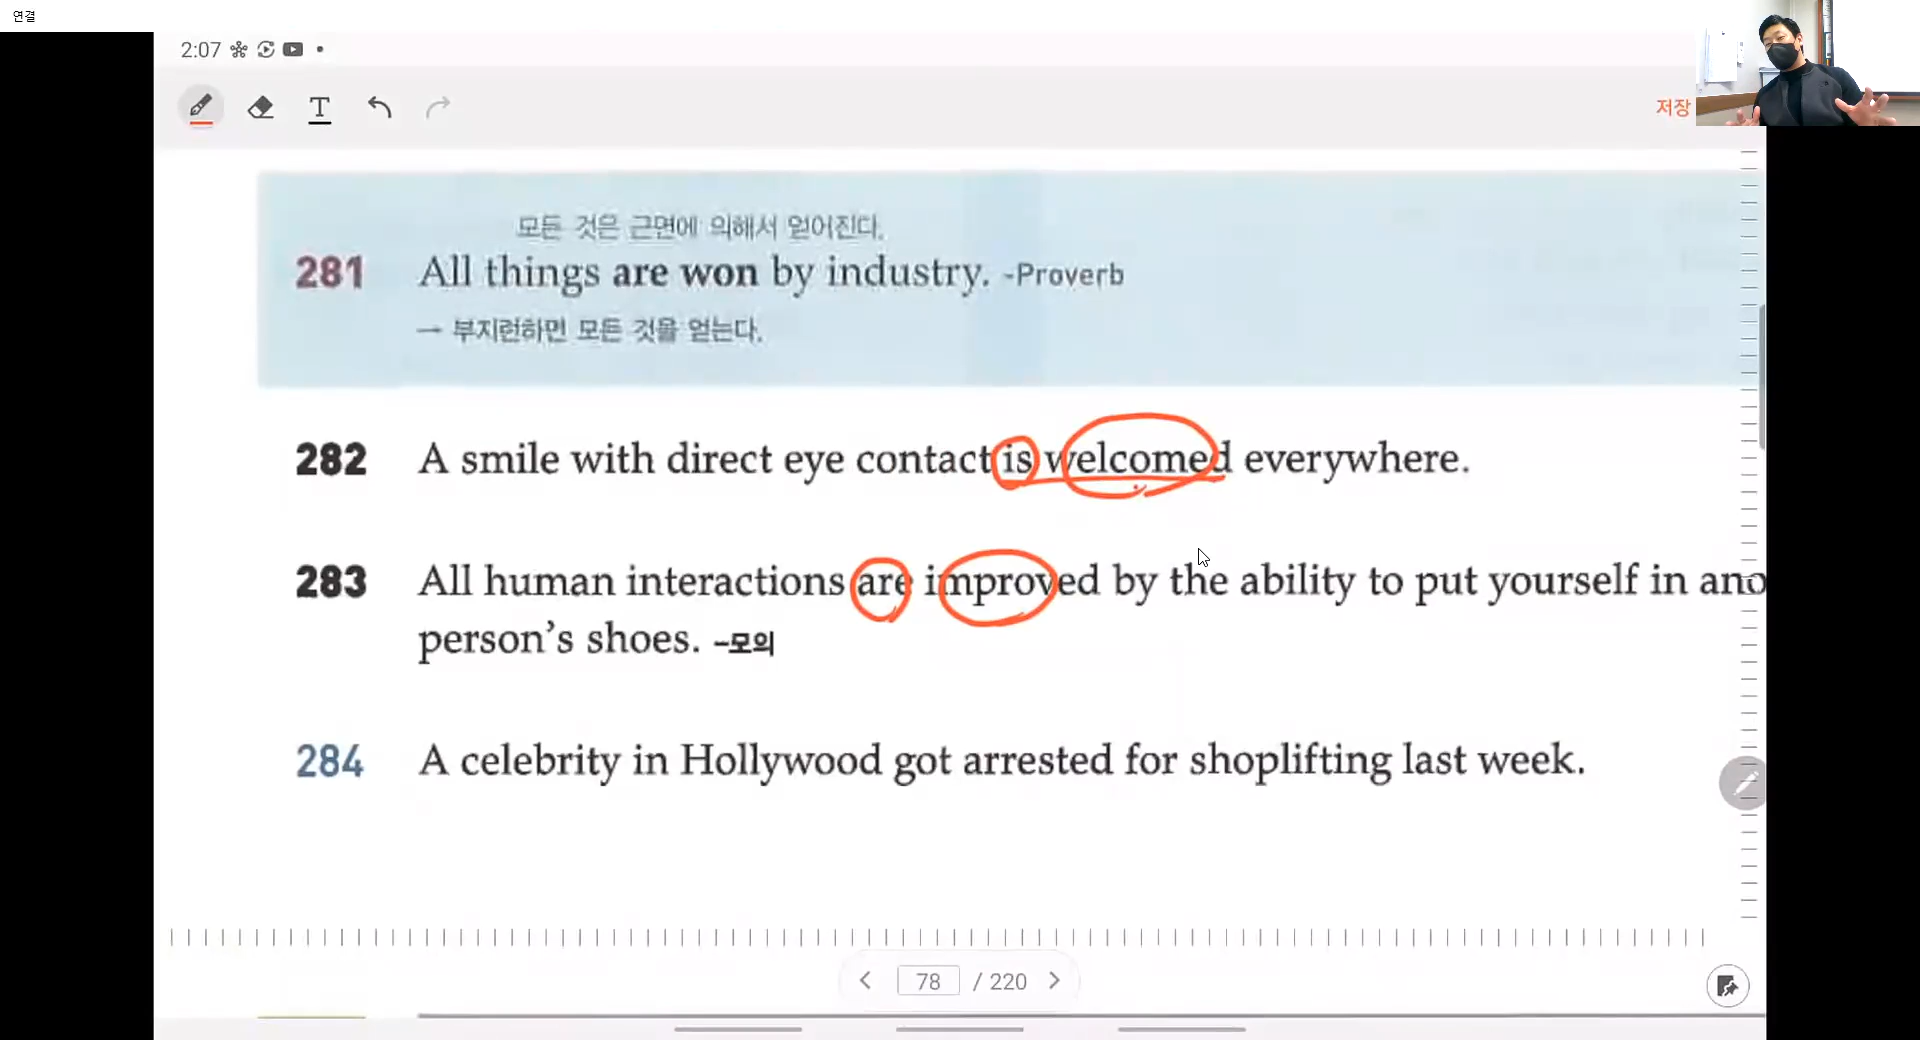 연결
2:07
T
저장
모든 것은 근면에 의해서 얻어진다.
281 All things are won by industry. -Proverb
→ 부지런하면 모든 것을 얻는다.
282 A smile with direct eye contact is welcomed everywhere.
283 All human interactions are improved by the ability to put yourself in ano
person's shoes. -모의
284 A celebrity in Hollywood got arrested for shoplifting last week.
78 / 220